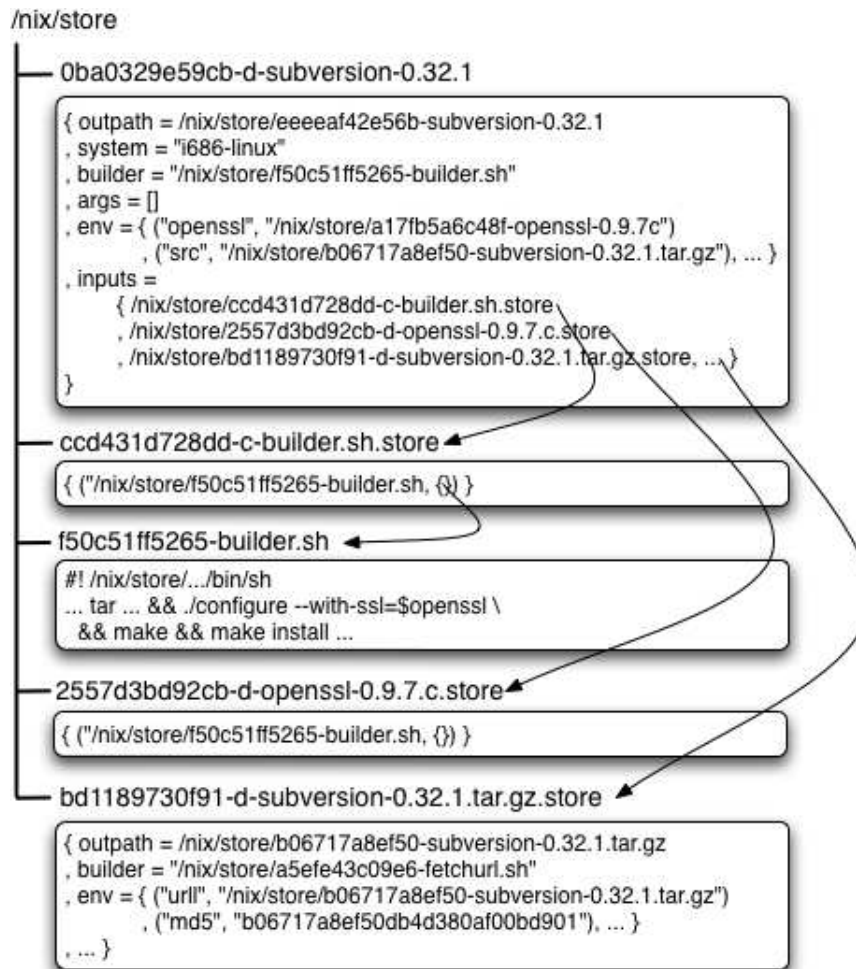 /nix/store
0ba0329e59cb-d-subversion-0.32.1
{ outpath = /nix/store/eeeeaf42e56b-subversion-0.32.1
, system = "i686-linux"
, builder = "/nix/store/f50c51ff5265-builder.sh"
, args = []
, env = { ("openssl", "/nix/store/a17fb5a6c48f-openssl-0.9.7c")
, ("src", "/nix/store/b06717a8ef50-subversion-0.32.1.tar.gz"), ... }
, inputs =
{ /nix/store/ccd431d728dd-c-builder.sh.store
, /nix/store/2557d3bd92cb-d-openssl-0.9.7.c.store
, /nix/store/bd1189730f91-d-subversion-0.32.1.tar.gz.store, ... }
}
ccd431d728dd-c-builder.sh.store
{ ("/nix/store/f50c51ff5265-builder.sh, {}) }
f50c51ff5265-builder.sh
#! /nix/store/.../bin/sh
... tar ... && ./configure --with-ssl=$openssl \
&& make && make install ...
2557d3bd92cb-d-openssl-0.9.7.c.store
{ ("/nix/store/f50c51ff5265-builder.sh, {}) }
bd1189730f91-d-subversion-0.32.1.tar.gz.store
{ outpath = /nix/store/b06717a8ef50-subversion-0.32.1.tar.gz
, builder = "/nix/store/a5efe43c09e6-fetchurl.sh"
, env = { ("urll", "/nix/store/b06717a8ef50-subversion-0.32.1.tar.gz")
, ("md5", "b06717a8ef50db4d380af00bd901"), ... }
, ... }